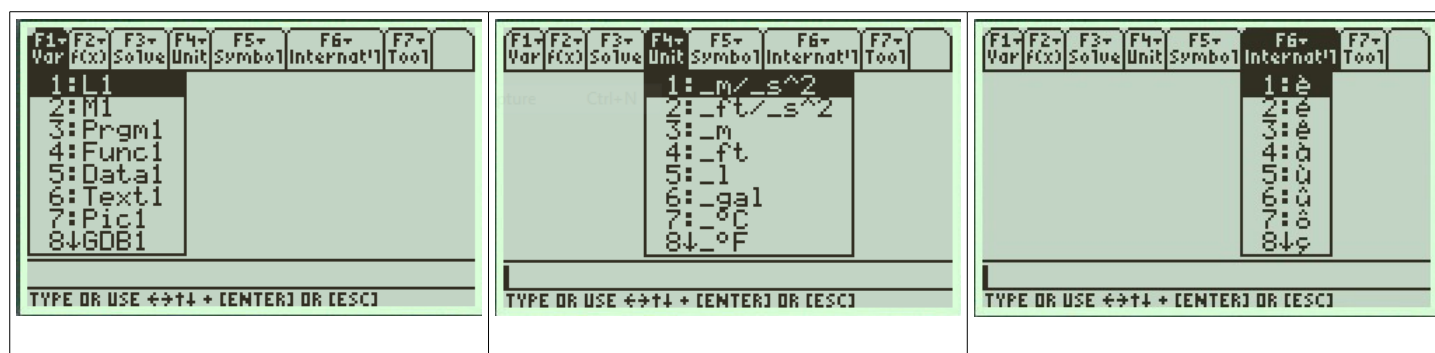 F1 F2 F3 F4 F5 F6 F7
Var f(x) Solve Unit Symbol Internat'l Tool
1:L1
2:M1
3:Prgm1
4:Func1
5:Data1
6:Text1
7:Pic1
8↓GDB1
TYPE OR USE ←→↑↓ + [ENTER] OR [ESC]
F1 F2 F3 F4 F5 F6 F7
Var f(x) Solve Unit Symbol Internat'l Tool
1:_m/_s^2
2:_ft/_s^2
3:_m
4:_ft
5:_l
6:_gal
7:_°C
8↓_°F
Ctrl+N
TYPE OR USE ←→↑↓ + [ENTER] OR [ESC]
F1 F2 F3 F4 F5 F6 F7
Var f(x) Solve Unit Symbol Internat'l Tool
1:è
2:é
3:ê
4:à
5:ù
6:û
7:ô
8↓ç
TYPE OR USE ←→↑↓ + [ENTER] OR [ESC]